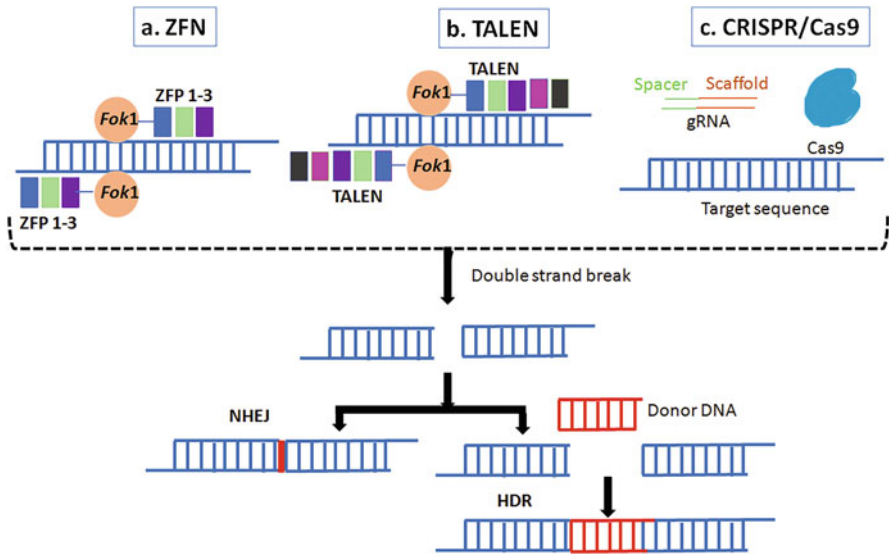 a. ZFN
b. TALEN
c. CRISPR/Cas9
ZFP 1-3
Fok1
TALEN
Fok1
Spacer Scaffold
gRNA
Cas9
Fok1
ZFP 1-3
Fok1
TALEN
Target sequence
Double strand break
NHEJ
Donor DNA
HDR